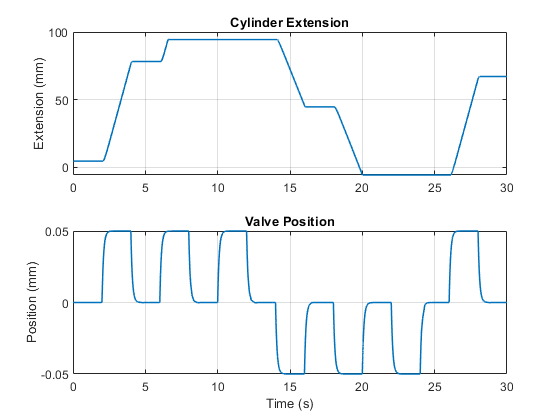 Cylinder Extension
Extension (mm)
100
50
0
0 5 10 15 20 25 30
Valve Position
Position (mm)
0.05
0
-0.05
0 5 10 15 20 25 30
Time (s)